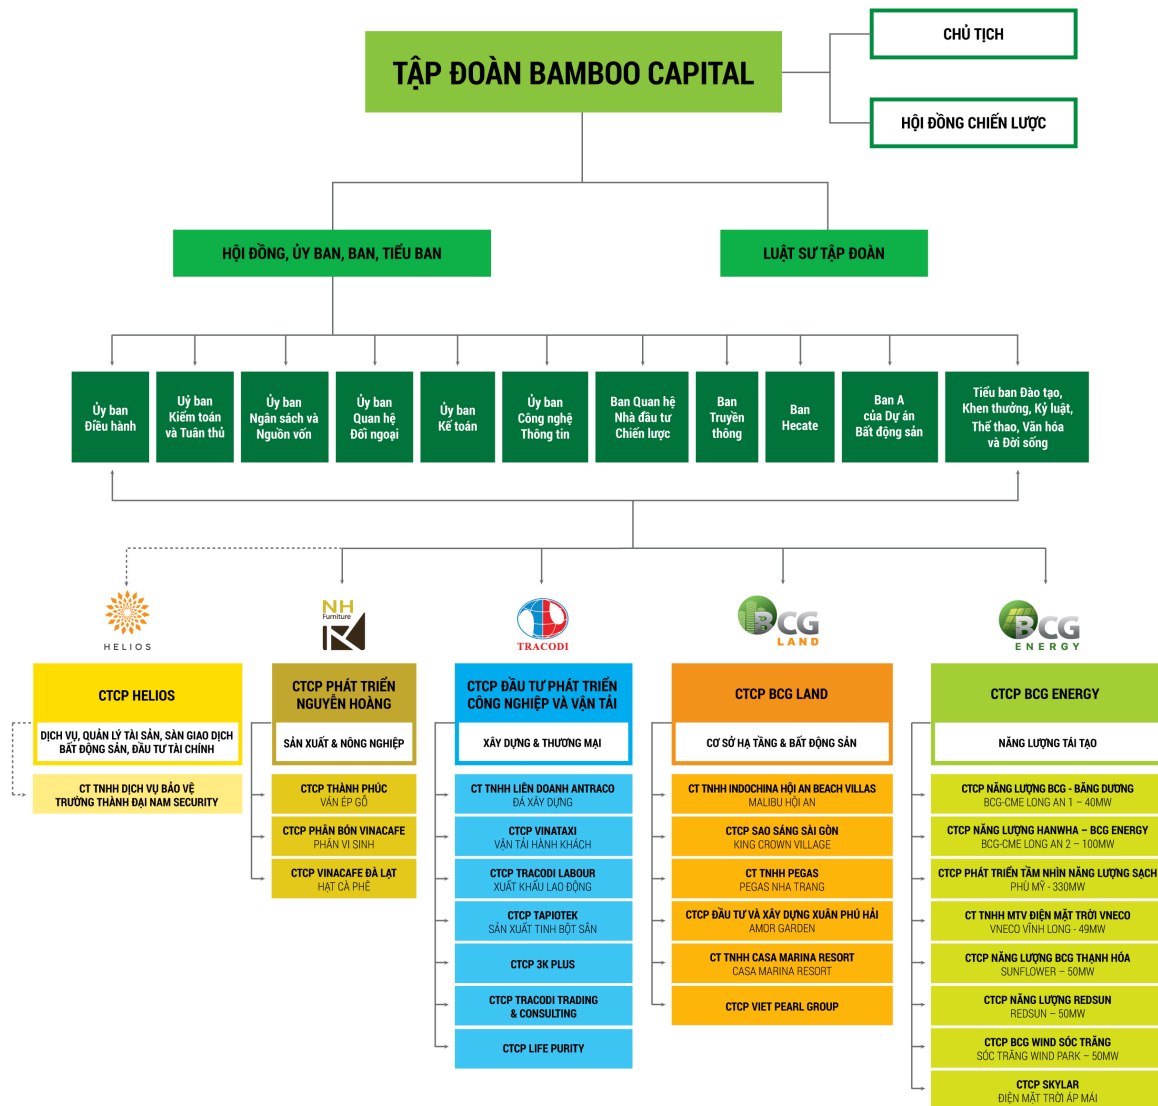 CHỦ TỊCH
TẬP ĐOÀN BAMBOO CAPITAL
HỘI ĐỒNG CHIẾN LƯỢC
HỘI ĐỒNG, ỦY BAN, BAN, TIỂU BAN
LUẬT SƯ TẬP ĐOÀN
Ủy ban
Điều hành
Uỷ ban
Kiểm toán
và Tuân thủ
Ủy ban
Ngân sách và
Nguồn vốn
Ủy ban
Quan hệ
Đối ngoại
Ủy ban
Kế toán
Ủy ban
Công nghệ
Thông tin
Ban Quan hệ
Nhà đầu tư
Chiến lược
Ban
Truyền
thông
Ban
Hecate
Ban A
của Dự án
Bất động sản
Tiểu ban Đào tạo,
Khen thưởng, Kỷ luật,
Thể thao, Văn hóa
và Đời sống
HELIOS
NH
Furniture
TRACODI
BCG
LAND
BCG
ENERGY
CTCP HELIOS
DỊCH VỤ, QUẢN LÝ TÀI SẢN, SÀN GIAO DỊCH
BẤT ĐỘNG SẢN, ĐẦU TƯ TÀI CHÍNH
CT TNHH DỊCH VỤ BẢO VỆ
TRƯỜNG THÀNH ĐẠI NAM SECURITY
CTCP PHÁT TRIỂN
NGUYỄN HOÀNG
SẢN XUẤT & NÔNG NGHIỆP
CTCP THÀNH PHÚC
VÁN ÉP GỖ
CTCP PHÂN BÓN VINACAFE
PHÂN VI SINH
CTCP VINACAFE ĐÀ LẠT
HẠT CÀ PHÊ
CTCP ĐẦU TƯ PHÁT TRIỂN
CÔNG NGHIỆP VÀ VẬN TẢI
XÂY DỰNG & THƯƠNG MẠI
CT TNHH LIÊN DOANH ANTRACO
ĐÁ XÂY DỰNG
CTCP VINATAXI
VẬN TẢI HÀNH KHÁCH
CTCP TRACODI LABOUR
XUẤT KHẨU LAO ĐỘNG
CTCP TAPIOTEK
SẢN XUẤT TINH BỘT SẮN
CTCP 3K PLUS
CTCP TRACODI TRADING
& CONSULTING
CTCP LIFE PURITY
CTCP BCG LAND
CƠ SỞ HẠ TẦNG & BẤT ĐỘNG SẢN
CT TNHH INDOCHINA HỘI AN BEACH VILLAS
MALIBU HỘI AN
CTCP SAO SÁNG SÀI GÒN
KING CROWN VILLAGE
CT TNHH PEGAS
PEGAS NHA TRANG
CTCP ĐẦU TƯ VÀ XÂY DỰNG XUÂN PHÚ HẢI
AMOR GARDEN
CT TNHH CASA MARINA RESORT
CASA MARINA RESORT
CTCP VIET PEARL GROUP
CTCP BCG ENERGY
NĂNG LƯỢNG TÁI TẠO
CTCP NĂNG LƯỢNG BCG - BĂNG DƯƠNG
BCG-CME LONG AN 1 – 40MW
CTCP NĂNG LƯỢNG HANWHA – BCG ENERGY
BCG-CME LONG AN 2 – 100MW
CTCP PHÁT TRIỂN TẦM NHÌN NĂNG LƯỢNG SẠCH
PHÙ MỸ - 330MW
CT TNHH MTV ĐIỆN MẶT TRỜI VNECO
VNECO VĨNH LONG - 49MW
CTCP NĂNG LƯỢNG BCG THẠNH HÓA
SUNFLOWER – 50MW
CTCP NĂNG LƯỢNG REDSUN
REDSUN – 50MW
CTCP BCG WIND SÓC TRĂNG
SÓC TRĂNG WIND PARK – 50MW
CTCP SKYLAR
ĐIỆN MẶT TRỜI ÁP MÁI